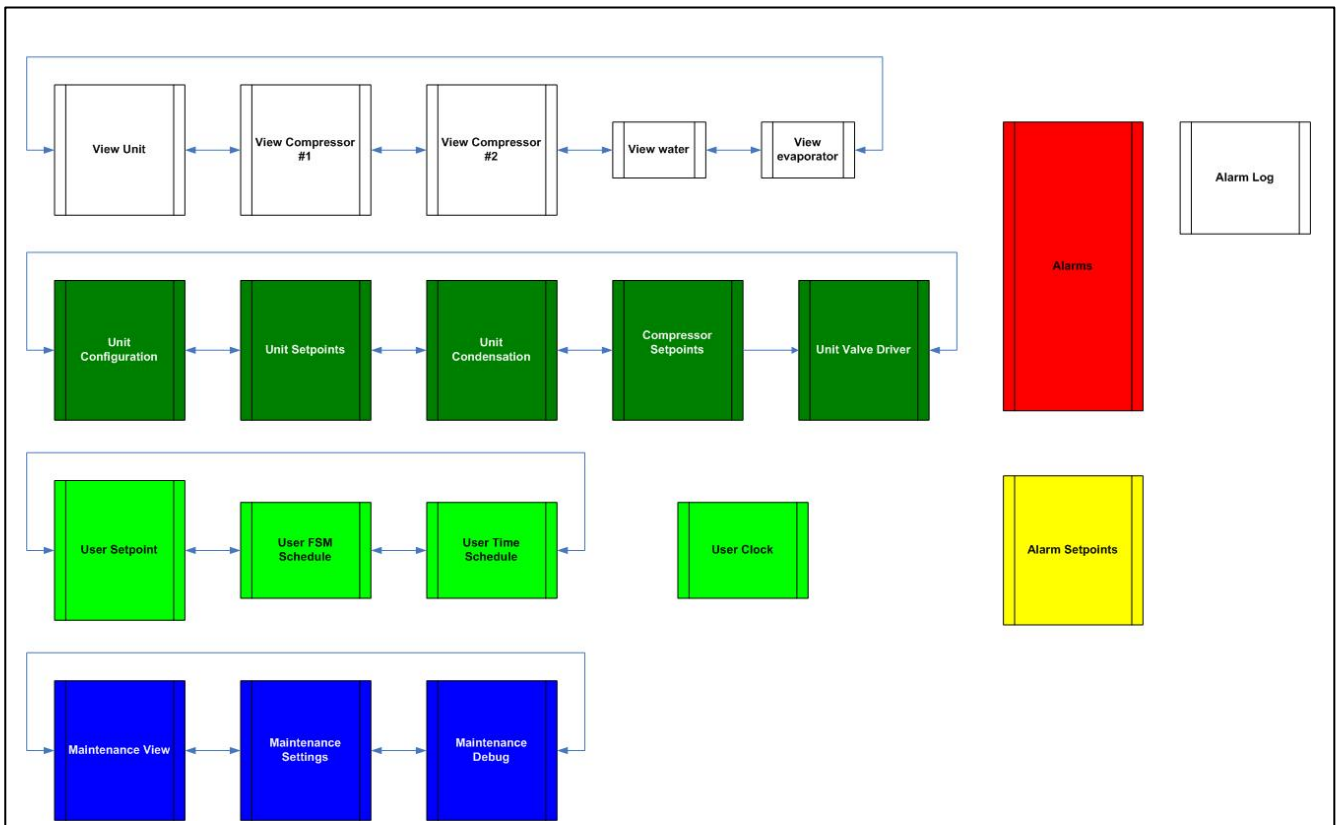 View Unit
View Compressor
#1
View Compressor
#2
View water
View
evaporator
Alarms
Alarm Log
Unit
Configuration
Unit Setpoints
Unit
Condensation
Compressor
Setpoints
Unit Valve Driver
User Setpoint
User FSM
Schedule
User Time
Schedule
User Clock
Alarm Setpoints
Maintenance View
Maintenance
Settings
Maintenance
Debug